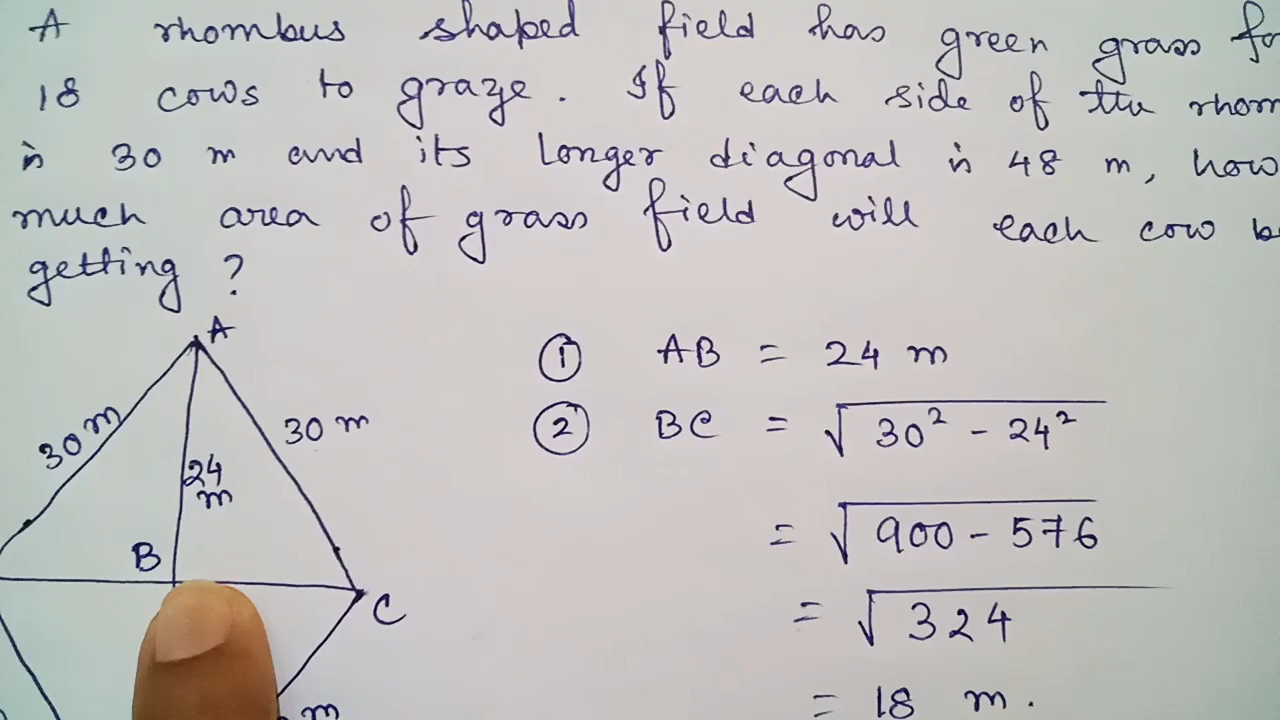 A rhombus shaped field has green grass fo
18 cows to graze. If each side of the rhom
is 30 m and its longer diagonal is 48 m, how
much area of grass field will each cow be
getting ?
A
① AB = 24 m
30 m
30 m
② BC = √30² - 24²
24 m
= √900 - 576
B
C
= √324
= 18 m.
m